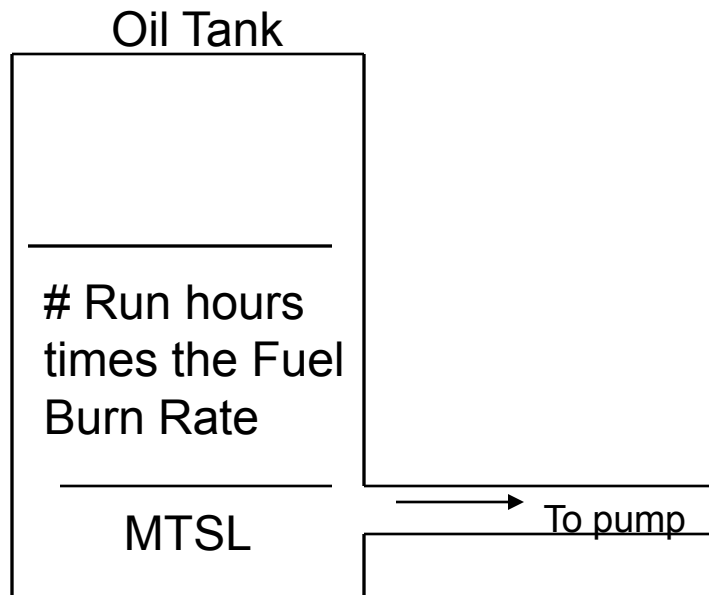 Oil Tank
# Run hours
times the Fuel
Burn Rate
MTSL
To pump